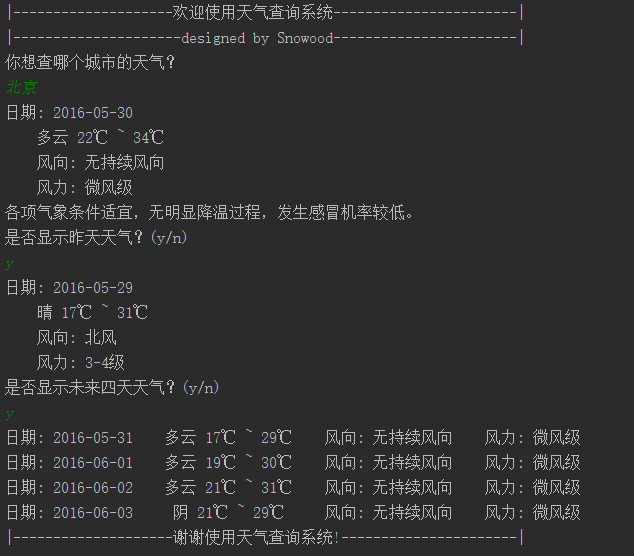 |--------------------欢迎使用天气查询系统-----------------------|
|---------------------designed by Snowood-----------------------|
你想查哪个城市的天气？
北京
日期: 2016-05-30
多云 22℃ ~ 34℃
风向: 无持续风向
风力: 微风级
各项气象条件适宜，无明显降温过程，发生感冒机率较低。
是否显示昨天天气？(y/n)
y
日期: 2016-05-29
晴 17℃ ~ 31℃
风向: 北风
风力: 3-4级
是否显示未来四天天气？(y/n)
y
日期: 2016-05-31    多云 17℃ ~ 29℃    风向: 无持续风向    风力: 微风级
日期: 2016-06-01    多云 19℃ ~ 30℃    风向: 无持续风向    风力: 微风级
日期: 2016-06-02    多云 21℃ ~ 31℃    风向: 无持续风向    风力: 微风级
日期: 2016-06-03     阴 21℃ ~ 29℃    风向: 无持续风向    风力: 微风级
|--------------------谢谢使用天气查询系统!----------------------|